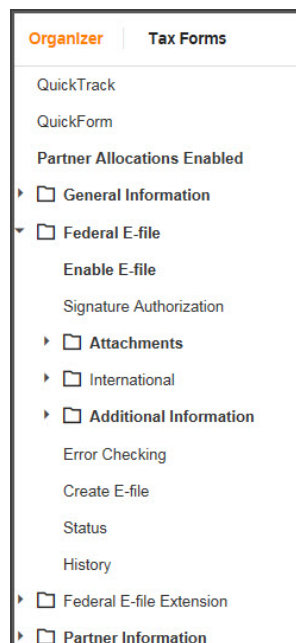 Organizer Tax Forms
QuickTrack
QuickForm
Partner Allocations Enabled
General Information
Federal E-file
Enable E-file
Signature Authorization
Attachments
International
Additional Information
Error Checking
Create E-file
Status
History
Federal E-file Extension
Partner Information